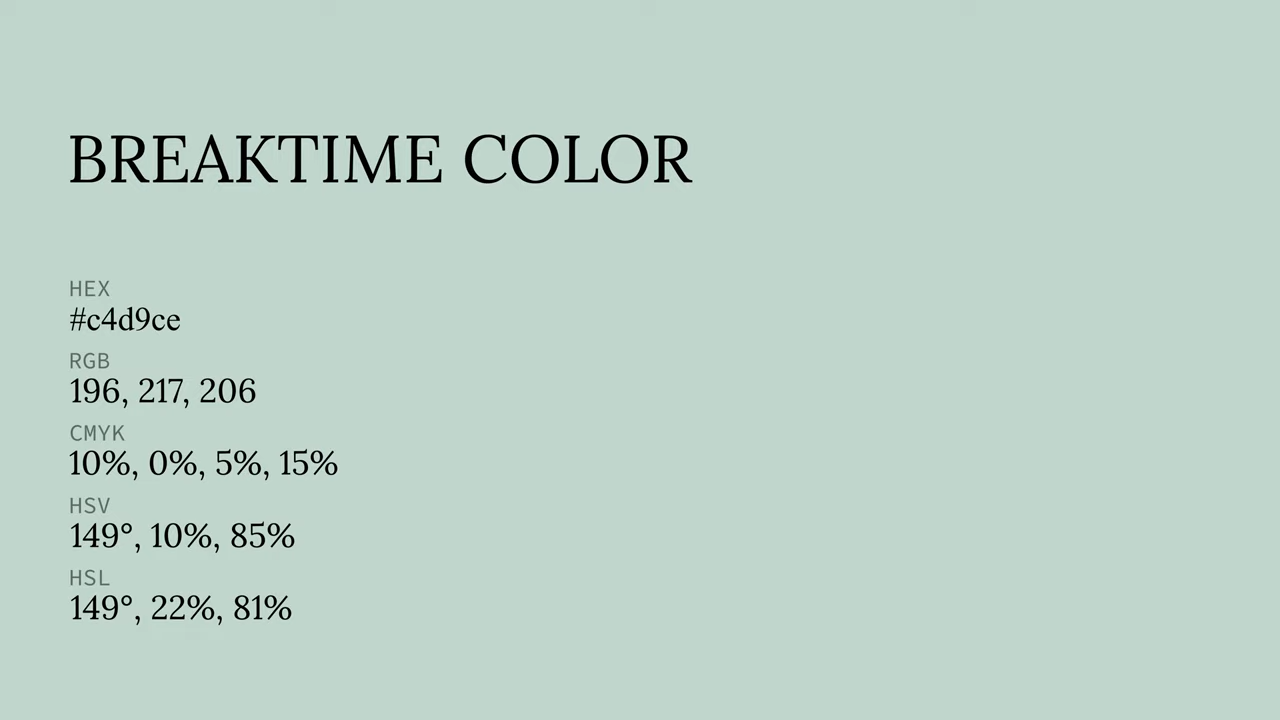 BREAKTIME COLOR
HEX
#c4d9ce
RGB
196, 217, 206
CMYK
10%, 0%, 5%, 15%
HSV
149°, 10%, 85%
HSL
149°, 22%, 81%